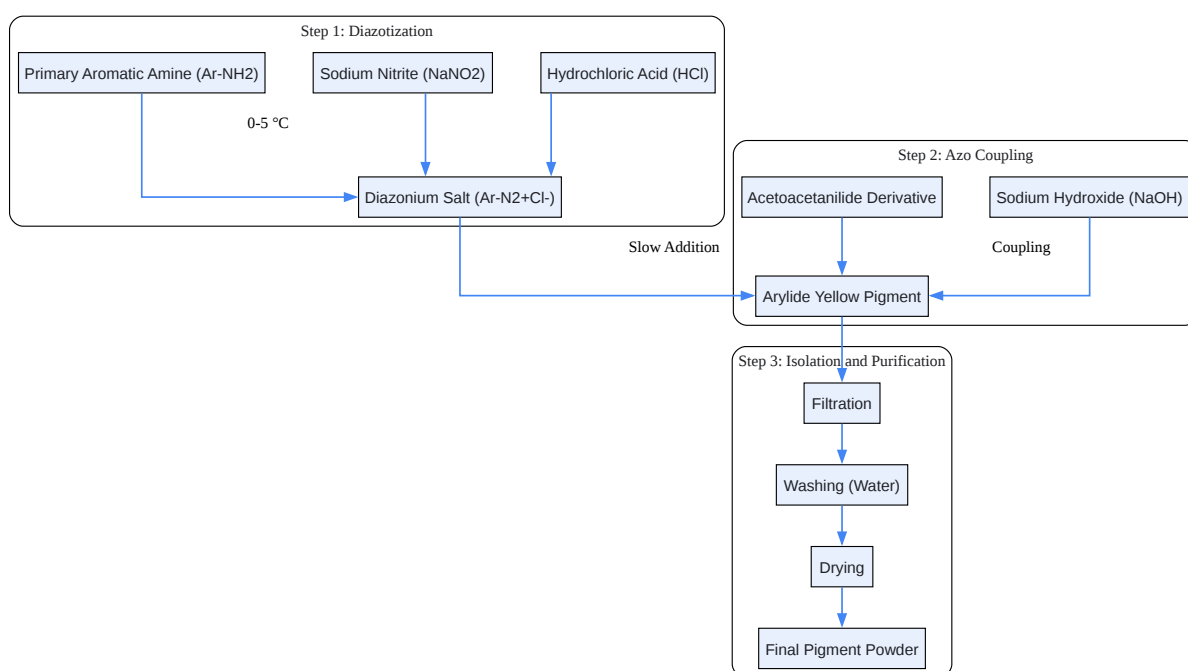 Step 1: Diazotization
Primary Aromatic Amine (Ar-NH2)
Sodium Nitrite (NaNO2)
Hydrochloric Acid (HCl)
0-5 °C
Diazonium Salt (Ar-N2+Cl-)
Step 2: Azo Coupling
Acetoacetanilide Derivative
Sodium Hydroxide (NaOH)
Slow Addition
Coupling
Arylide Yellow Pigment
Step 3: Isolation and Purification
Filtration
Washing (Water)
Drying
Final Pigment Powder